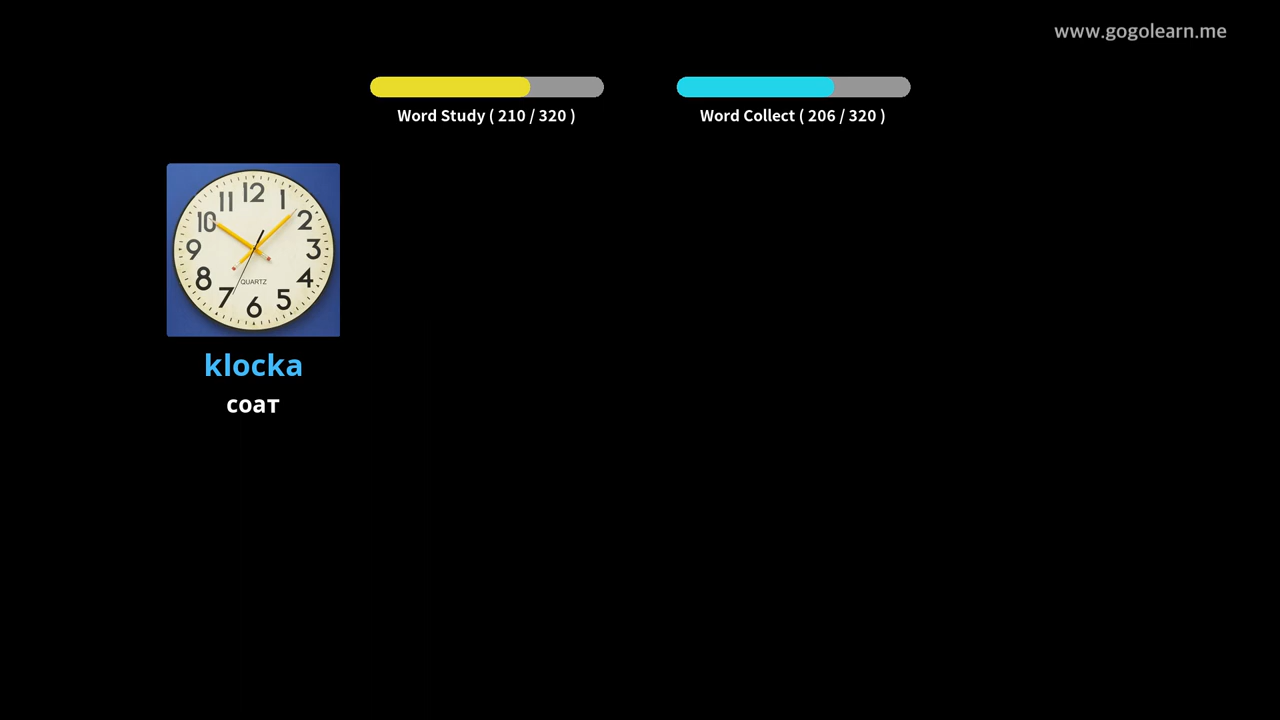 www.gogolearn.me
Word Study ( 210 / 320 )
Word Collect ( 206 / 320 )
12
11
1
10
2
9
3
8
4
QUARTZ
7
5
6
klocka
соат